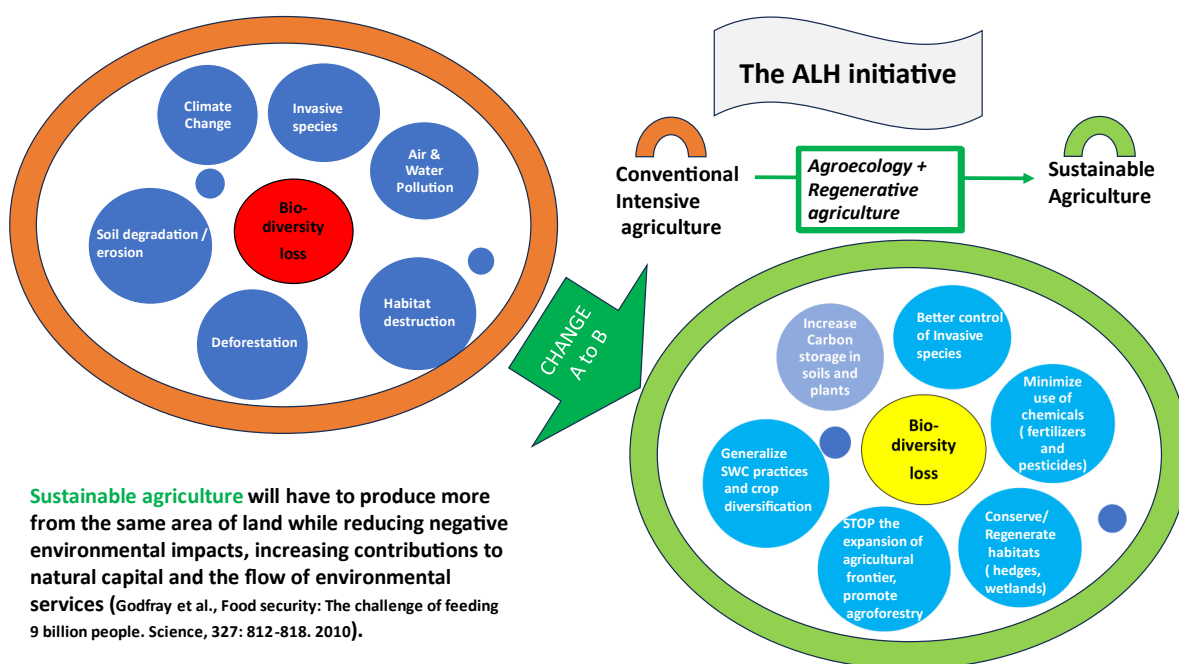 Climate
Change
Invasive
species
Air &
Water
Pollution
Bio-
diversity
loss
Soil degradation /
erosion
Habitat
destruction
Deforestation
The ALH initiative
Conventional
Intensive
agriculture
Agroecology +
Regenerative
agriculture
Sustainable
Agriculture
CHANGE
A to B
Increase
Carbon
storage in
soils and
plants
Better control
of Invasive
species
Minimize
use of
chemicals
( fertilizers
and
pesticides)
Bio-
diversity
loss
Generalize
SWC practices
and crop
diversification
STOP the
expansion of
agricultural
frontier,
promote
agroforestry
Conserve/
Regenerate
habitats
( hedges,
wetlands)
Sustainable agriculture will have to produce more
from the same area of land while reducing negative
environmental impacts, increasing contributions to
natural capital and the flow of environmental
services (Godfray et al., Food security: The challenge of feeding
9 billion people. Science, 327: 812-818. 2010).